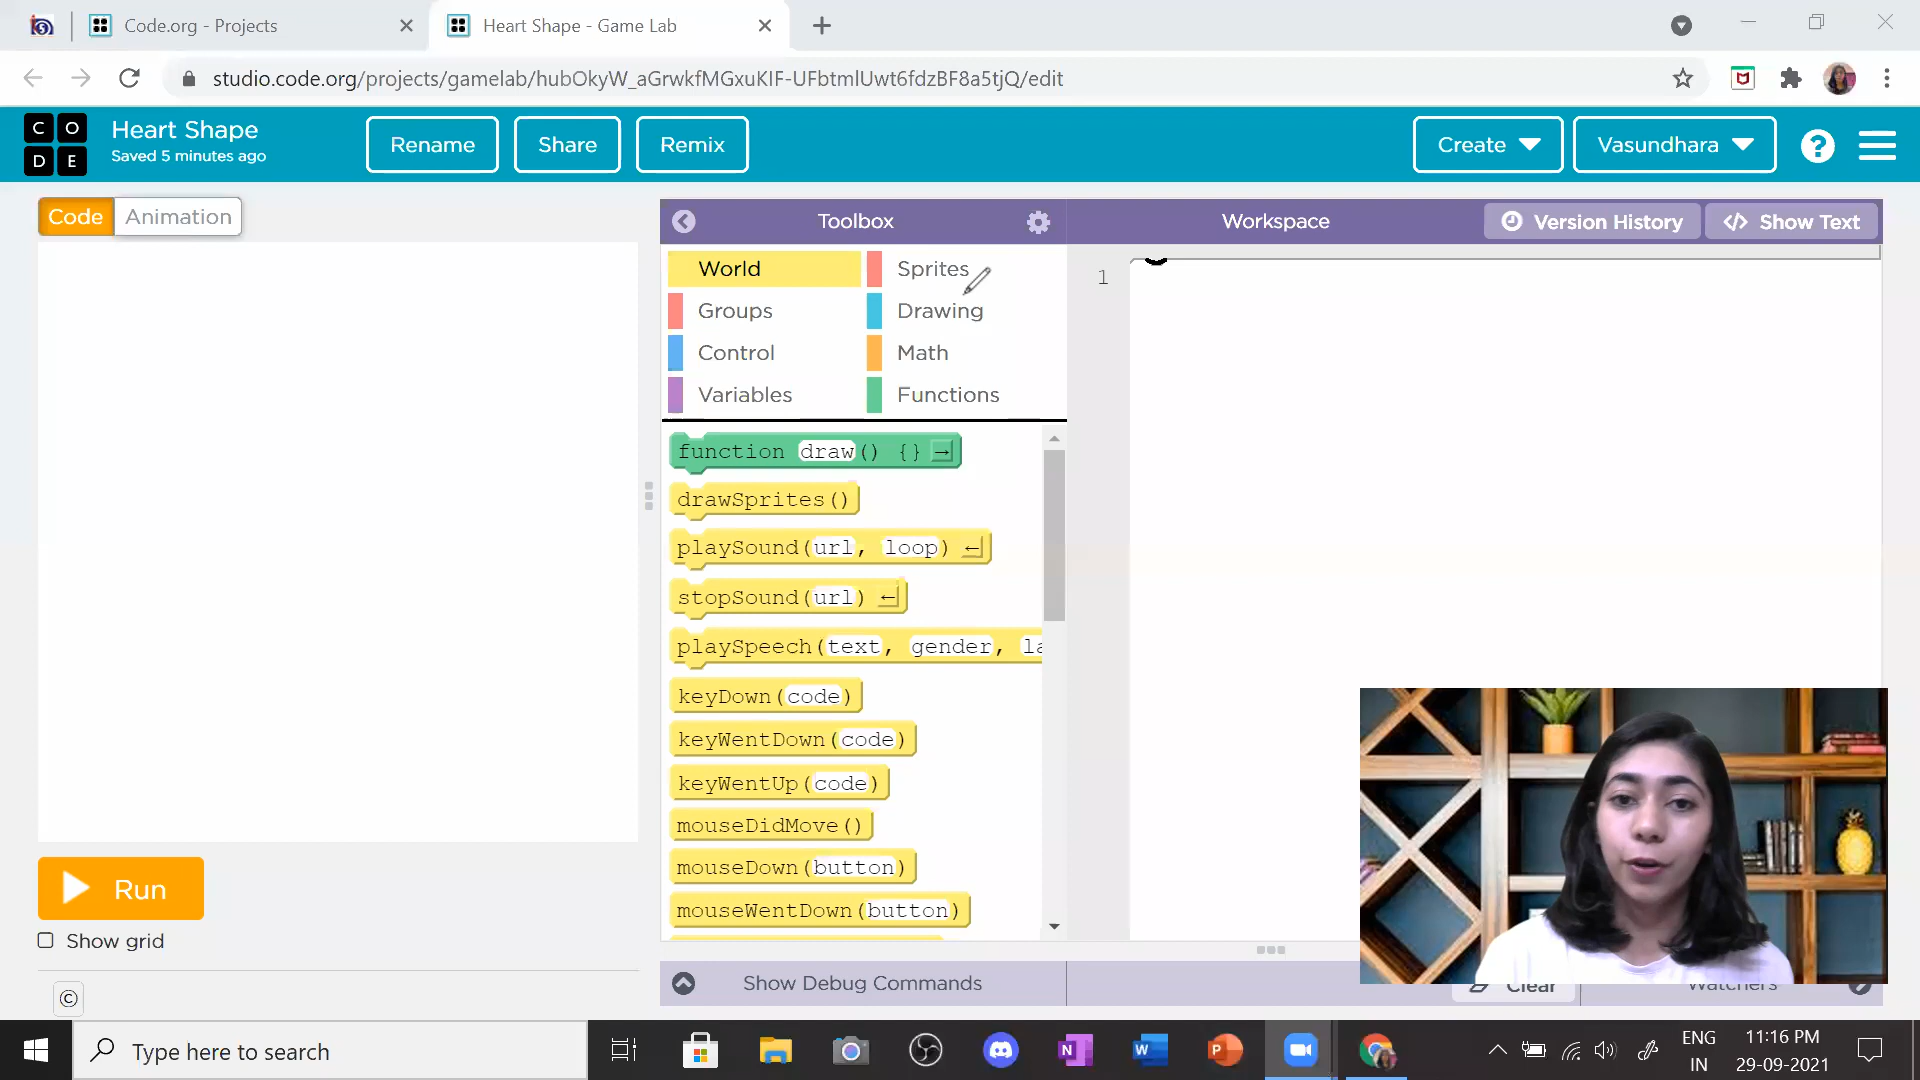 Code.org - Projects
Heart Shape - Game Lab
studio.code.org/projects/gamelab/hubOkyW_aGrwkfMGxuKIF-UFbtmlUwt6fdzBF8a5tjQ/edit
C O D E
Heart Shape
Saved 5 minutes ago
Rename
Share
Remix
Create
Vasundhara
?
Code
Animation
Toolbox
Workspace
Version History
</> Show Text
World
Sprites
Groups
Drawing
Control
Math
Variables
Functions
1
function draw() {} →
drawSprites()
playSound(url, loop) ←
stopSound(url) ←
playSpeech(text, gender, la
keyDown(code)
keyWentDown(code)
keyWentUp(code)
mouseDidMove()
mouseDown(button)
mouseWentDown(button)
Run
Show grid
©
Show Debug Commands
Clear
Watchers
Type here to search
ENG
IN
11:16 PM
29-09-2021